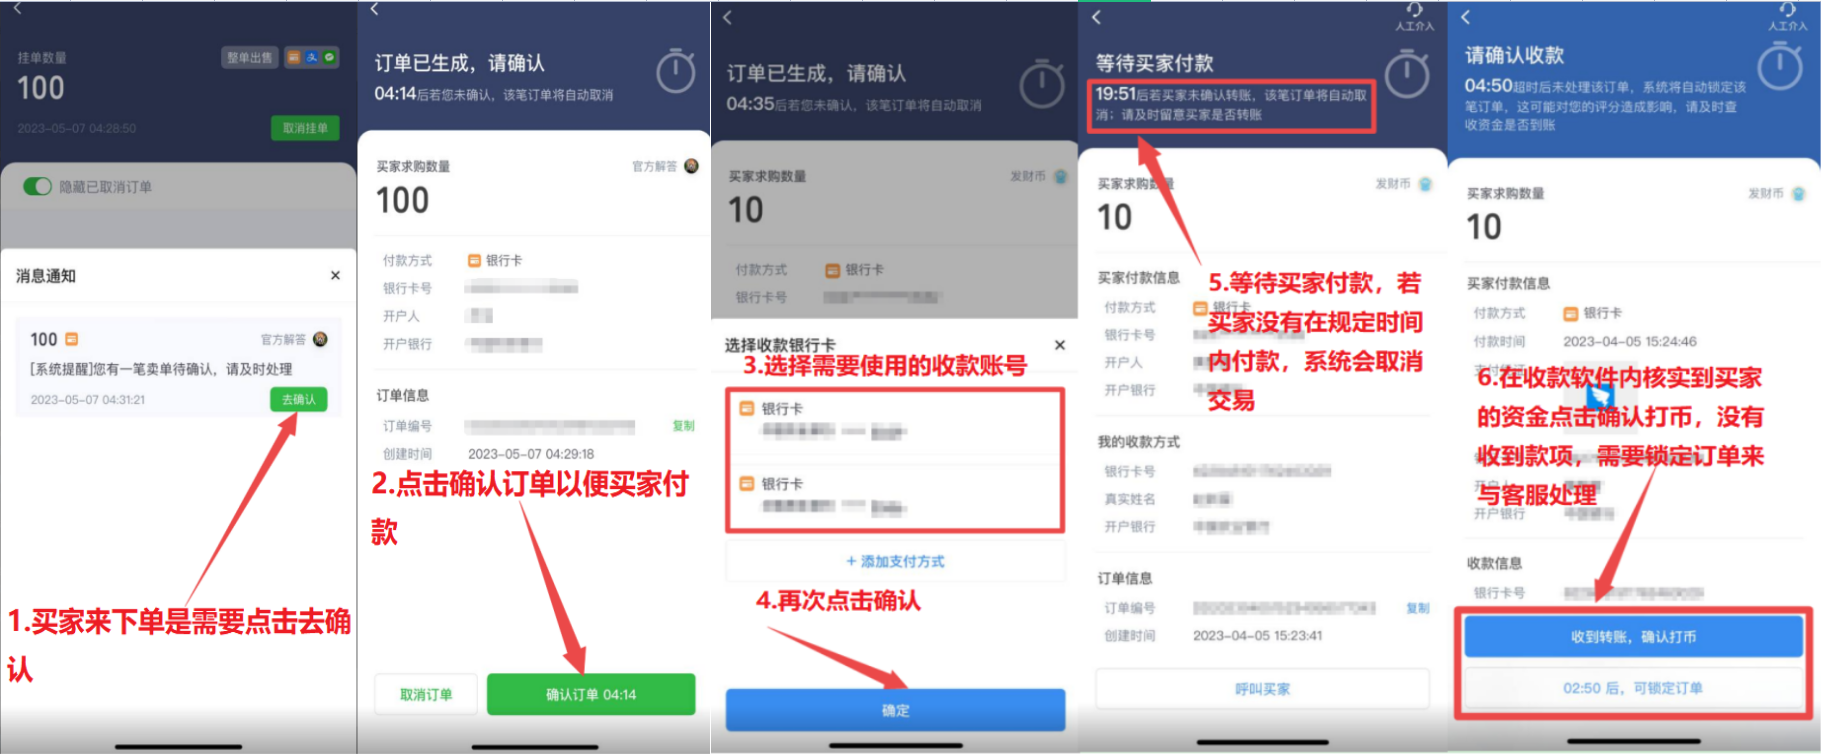 挂单数量
整单出售
100
2023-05-07 04:28:50
取消挂单
隐藏已取消订单
消息通知
×
100
官方解答
[系统提醒]您有一笔卖单待确认，请及时处理
2023-05-07 04:31:21
去确认
1.买家来下单是需要点击去确
认
订单已生成，请确认
04:14后若您未确认，该笔订单将自动取消
买家求购数量
官方解答
100
付款方式
银行卡
银行卡号
开户人
开户银行
订单信息
订单编号
复制
创建时间
2023-05-07 04:29:18
2.点击确认订单以便买家付
款
取消订单
确认订单 04:14
订单已生成，请确认
04:35后若您未确认，该笔订单将自动取消
买家求购数量
发财币
10
付款方式
银行卡
银行卡号
选择收款银行卡
×
3.选择需要使用的收款账号
银行卡
银行卡
+ 添加支付方式
4.再次点击确认
确定
人工介入
等待买家付款
19:51后若买家未确认转账，该笔订单将自动取
消；请及时留意买家是否转账
买家求购数量
发财币
10
买家付款信息
付款方式
银行卡
银行卡号
开户人
开户银行
5.等待买家付款，若
买家没有在规定时间
内付款，系统会取消
交易
我的收款方式
银行卡号
真实姓名
开户银行
订单信息
订单编号
复制
创建时间
2023-04-05 15:23:41
呼叫买家
人工介入
请确认收款
04:50超时后未处理该订单，系统将自动锁定该
笔订单，这可能对您的评分造成影响，请及时查
收资金是否到账
买家求购数量
发财币
10
买家付款信息
付款方式
银行卡
付款时间
2023-04-05 15:24:46
6.在收款软件内核实到买家
的资金点击确认打币，没有
收到款项，需要锁定订单来
与客服处理
开户银行
收款信息
银行卡号
收到转账，确认打币
02:50 后，可锁定订单